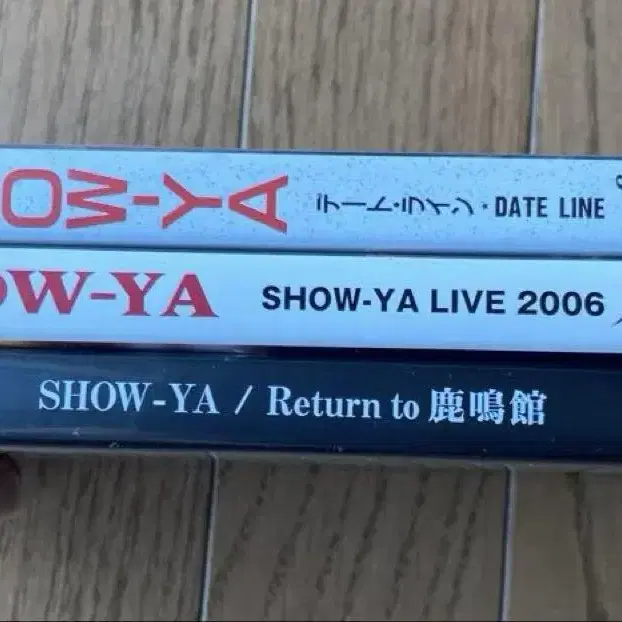 OW-YA デート・ライン・DATE LINE
OW-YA SHOW-YA LIVE 2006
SHOW-YA / Return to 鹿鳴館